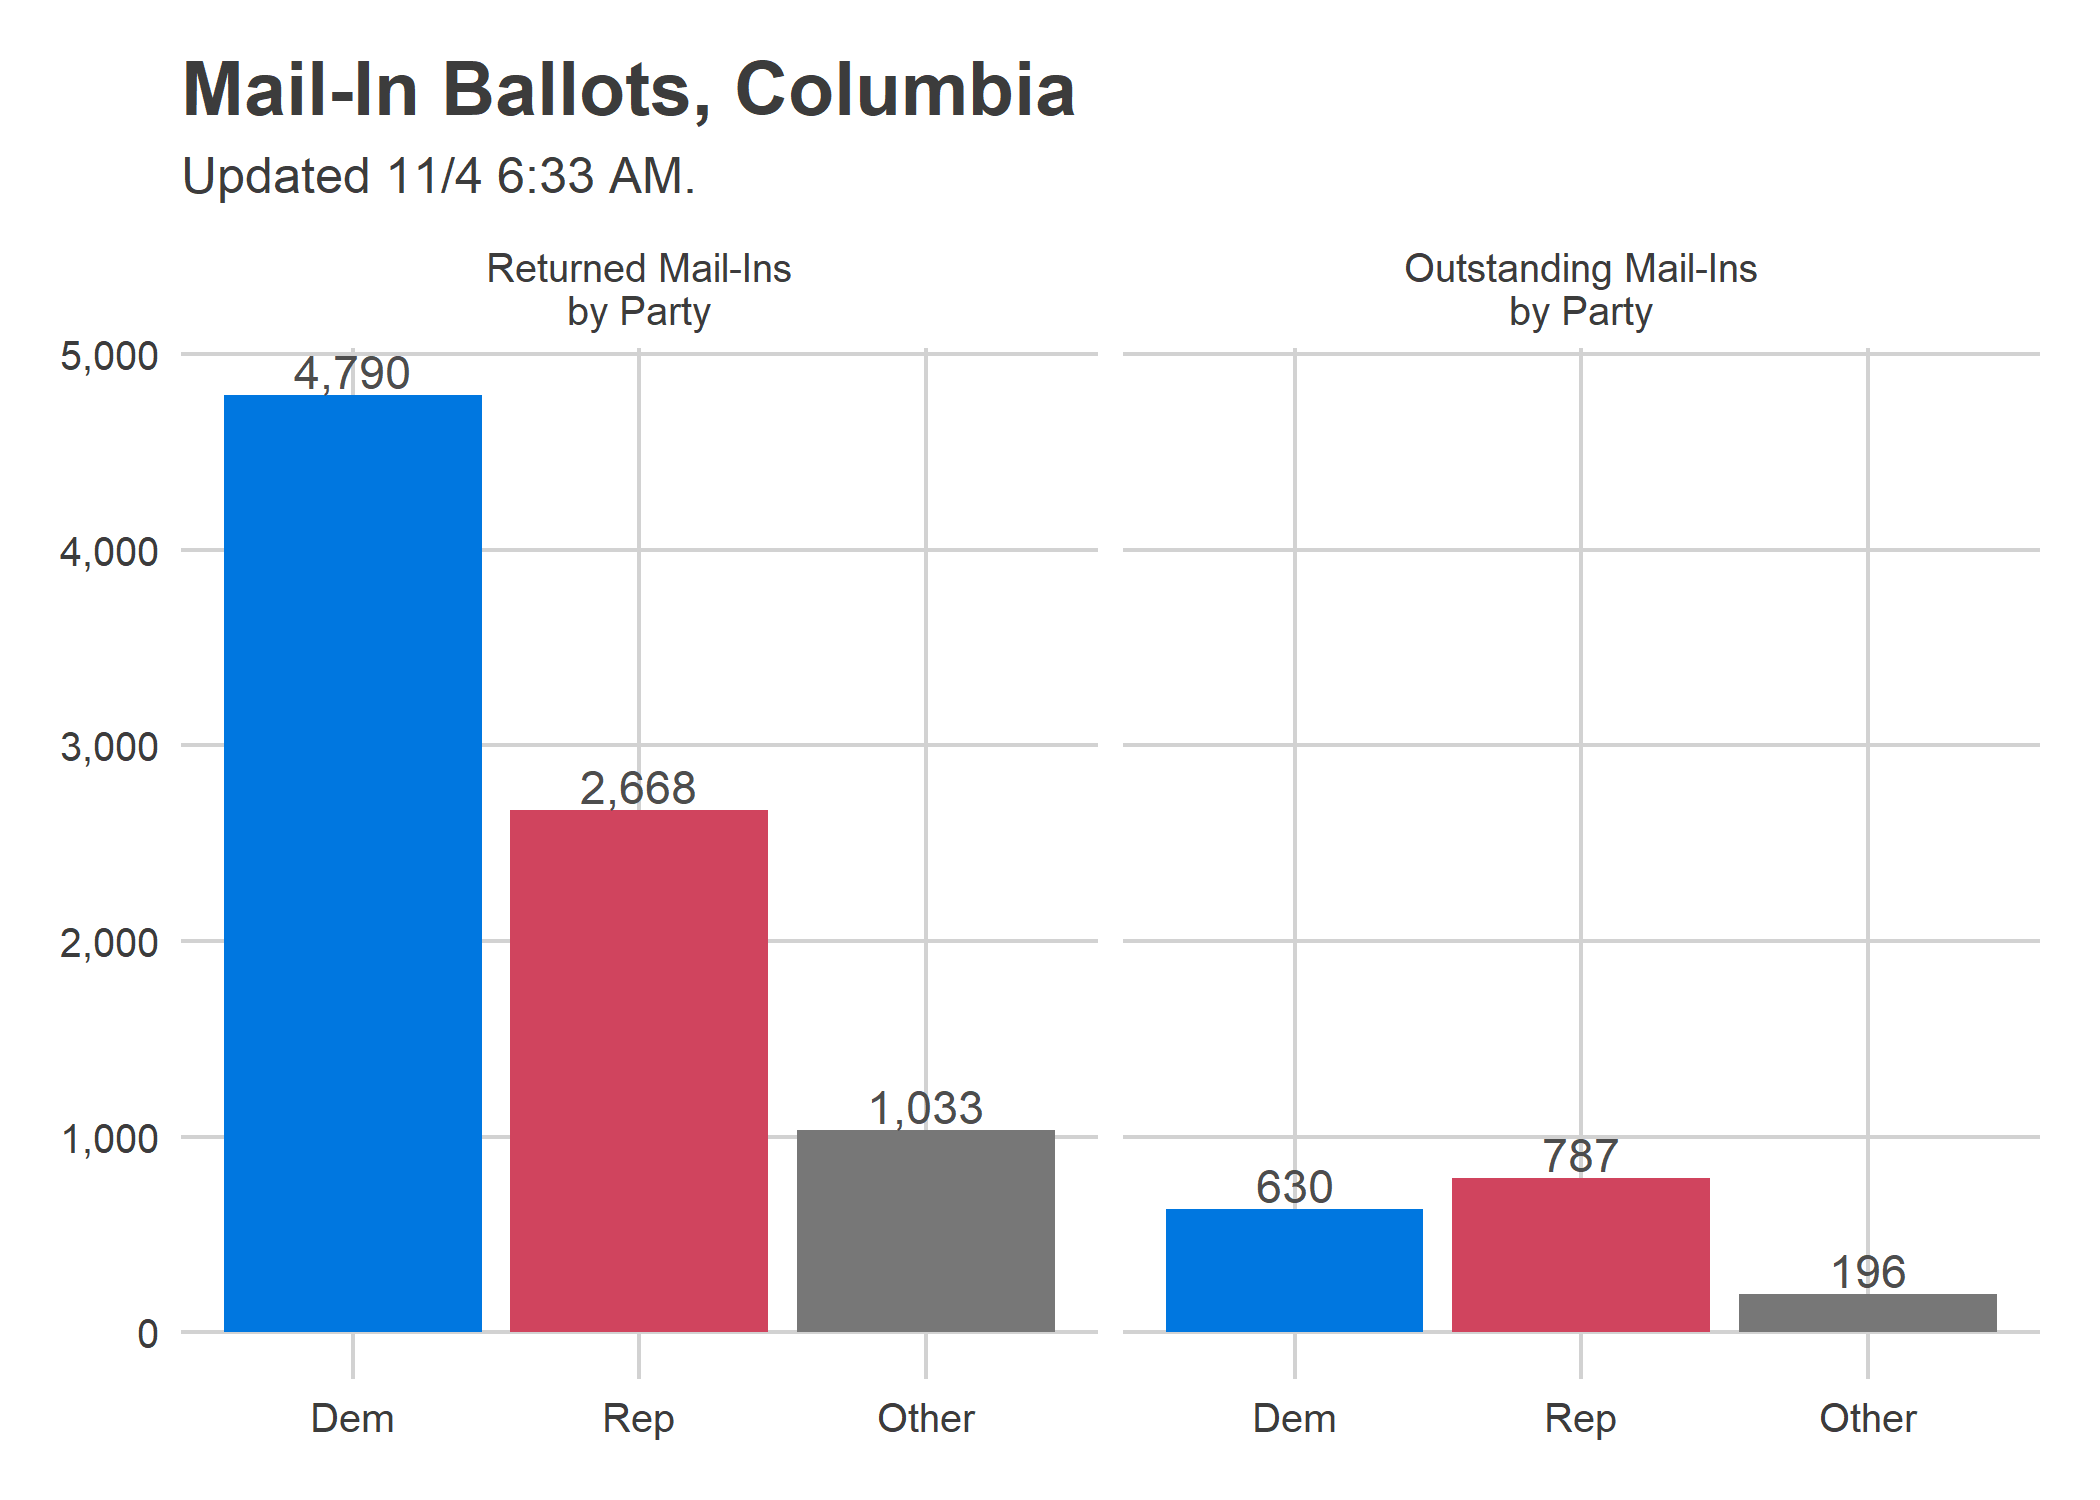 Mail-In Ballots, Columbia
Updated 11/4 6:33 AM.
Returned Mail-Ins
by Party
Outstanding Mail-Ins
by Party
5,000
4,000
3,000
2,000
1,000
0
4,790
2,668
1,033
630
787
196
Dem
Rep
Other
Dem
Rep
Other